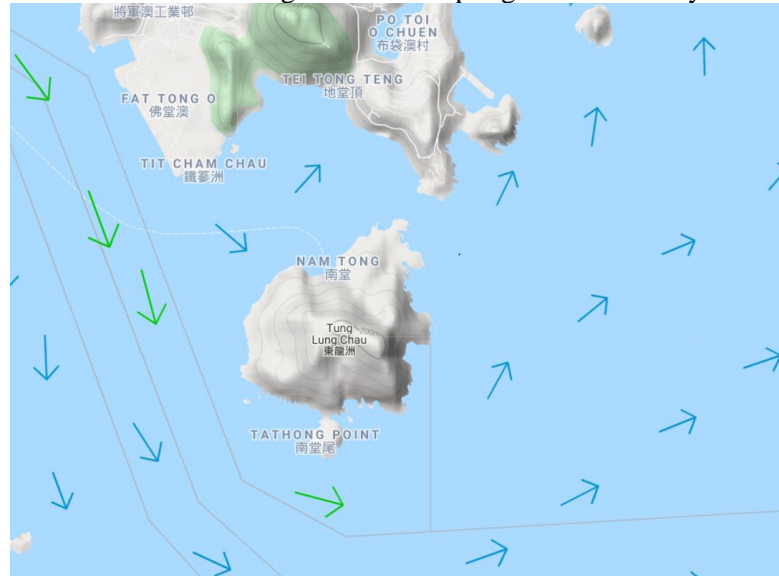 將軍澳工業邨
PO TOI
O CHUEN
布袋澳村
200m
TEI TONG TENG
地堂頂
FAT TONG O
佛堂澳
TIT CHAM CHAU
鐵篸洲
NAM TONG
南堂
Tung
Lung Chau
東龍洲
200m
TATHONG POINT
南堂尾